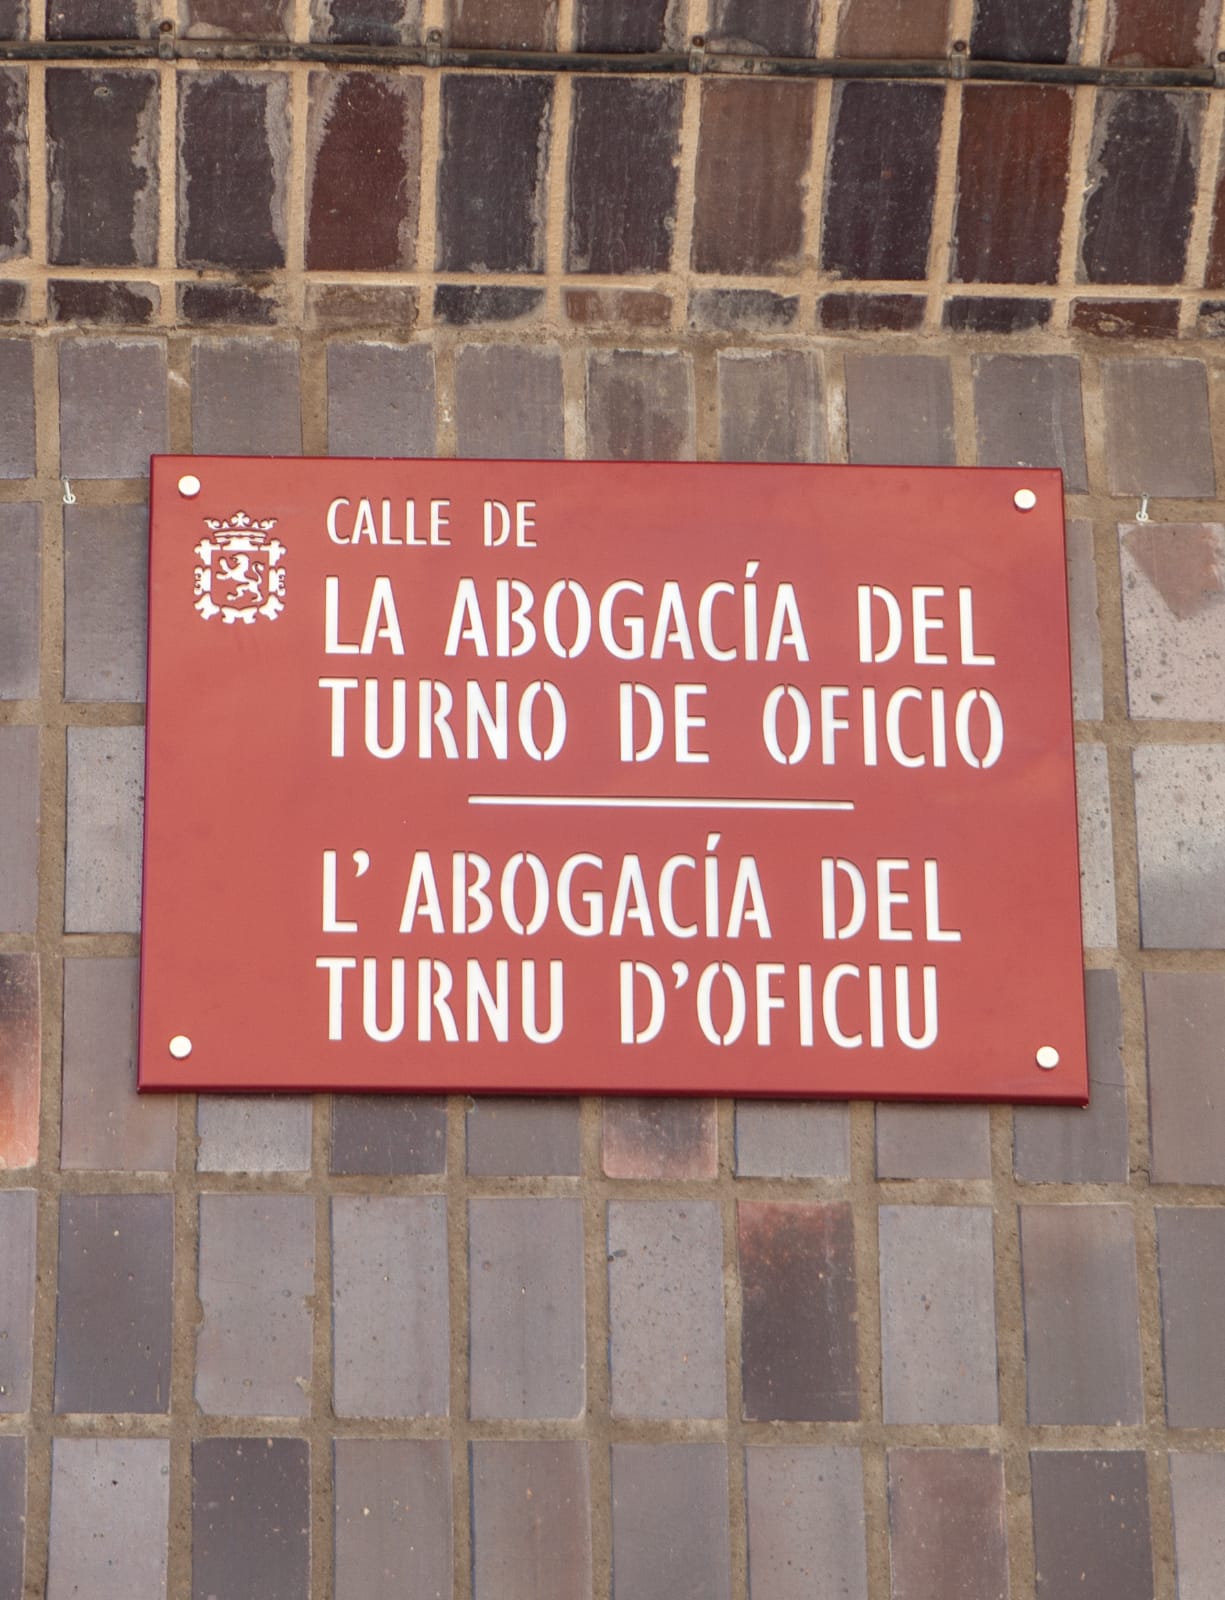 CALLE DE
LA ABOGACÍA DEL
TURNO DE OFICIO
L'ABOGACÍA DEL
TURNU D'OFICIU